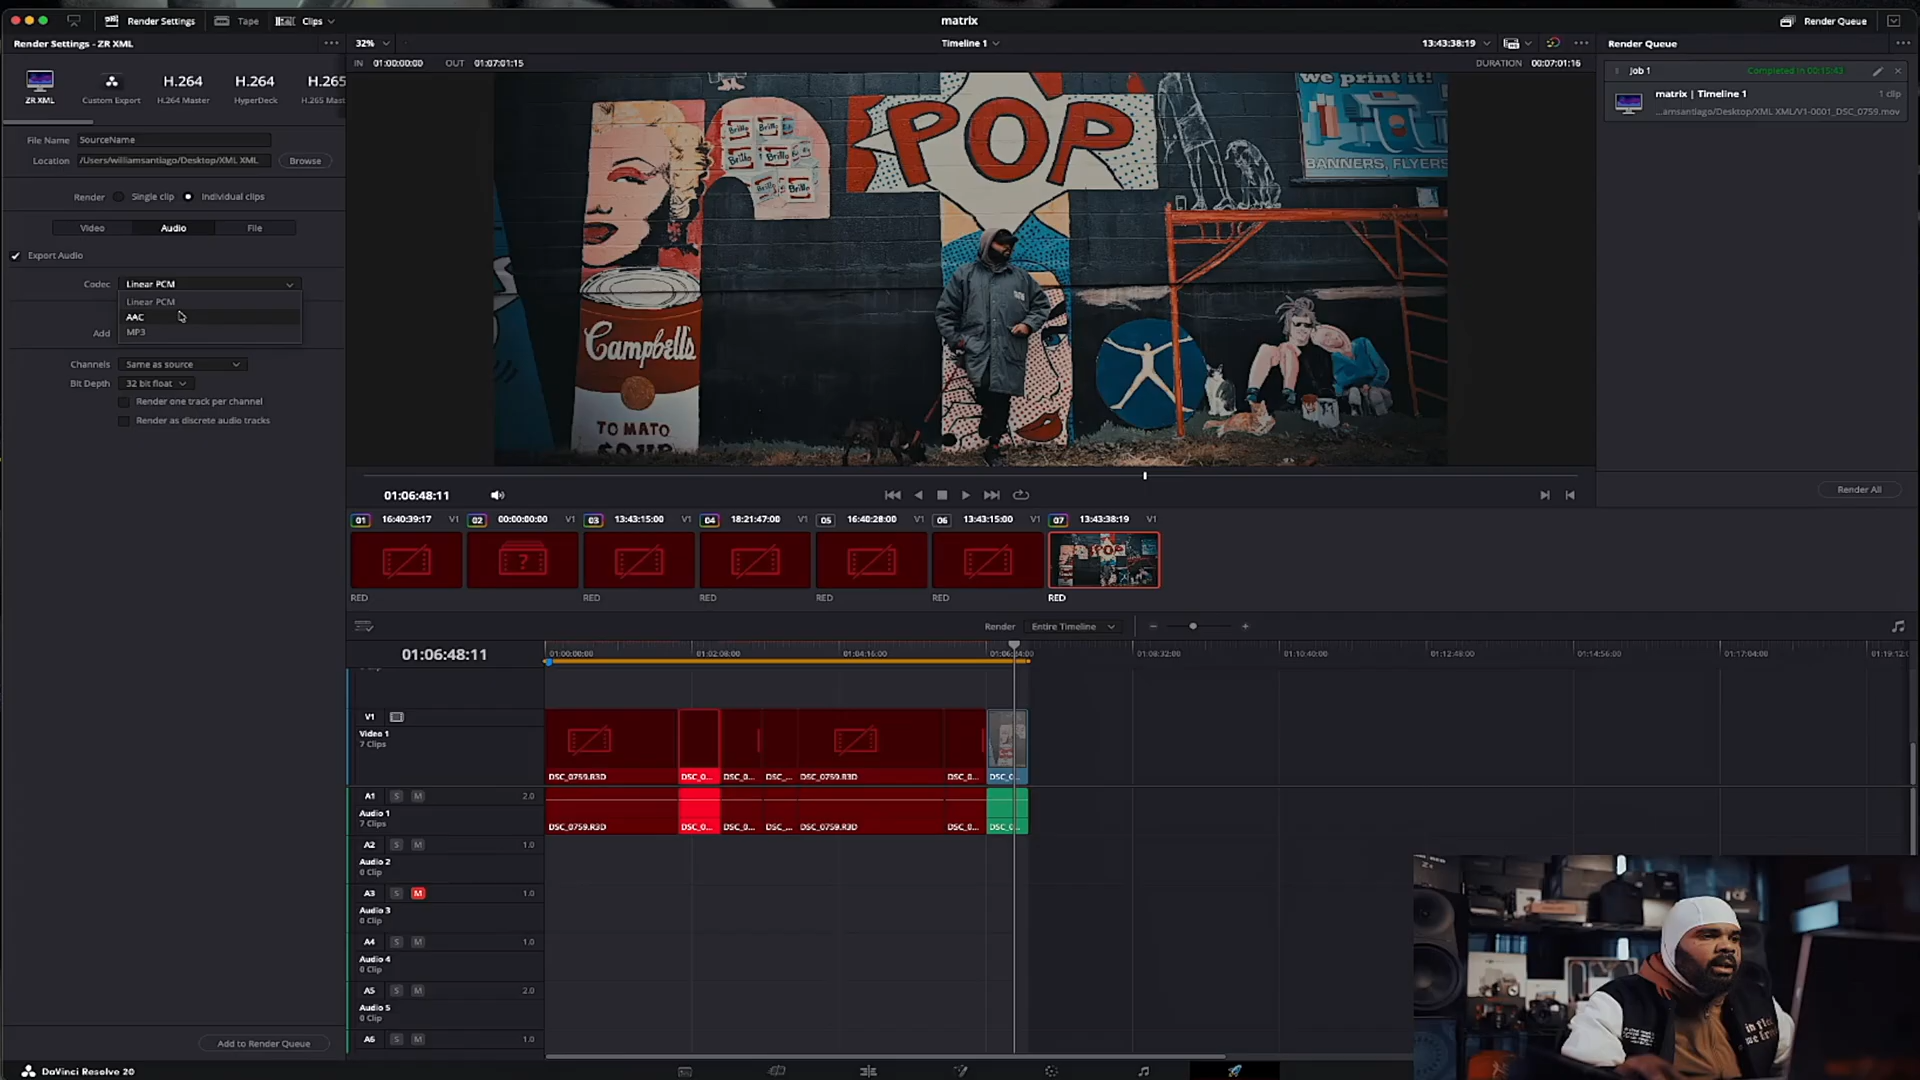 Render Settings
Tape
Clips
matrix
Render Queue
Render Settings - ZR XML
32%
Timeline 1
13:43:38:19
Render Queue
IN 01:00:00:00 OUT 01:07:01:15
DURATION 00:07:01:16
ZR XML
Custom Export
H.264
H.264 Master
H.264
HyperDeck
H.265
H.265 Mast
Job 1
Completed in 00:15:43
matrix | Timeline 1
1 clip
...amsantiago/Desktop/XML XML/V1-0001_DSC_0759.mov
File Name SourceName
Location /Users/williamsantiago/Desktop/XML XML
Browse
Render Single clip Individual clips
Video
Audio
File
Export Audio
Codec Linear PCM
Linear PCM
AAC
MP3
Add
Channels Same as source
Bit Depth 32 bit float
Render one track per channel
Render as discrete audio tracks
Brillo
Brillo
Brillo
Brillo
POP
we print it!
BANNERS, FLYERS
Campbell's
TOMATO
SOUP
01:06:48:11
Render All
01 16:40:39:17 V1
02 00:00:00:00 V1
03 13:43:15:00 V1
04 18:21:47:00 V1
05 16:40:28:00 V1
06 13:43:15:00 V1
07 13:43:38:19 V1
?
RED
RED
RED
RED
RED
RED
Render Entire Timeline
01:06:48:11
01:00:00:00
01:02:08:00
01:04:16:00
01:06:24:00
01:08:32:00
01:10:40:00
01:12:48:00
01:14:56:00
01:17:04:00
01:19:12:0
V1
Video 1
7 Clips
DSC_0759.R3D
DSC_0...
DSC_0...
DSC_...
DSC_0759.R3D
DSC_0...
DSC_0...
A1 S M 2.0
Audio 1
7 Clips
DSC_0759.R3D
DSC_0...
DSC_0...
DSC_...
DSC_0759.R3D
DSC_0...
DSC_0...
A2 S M 1.0
Audio 2
0 Clip
A3 S M 1.0
Audio 3
0 Clip
A4 S M 1.0
Audio 4
0 Clip
A5 S M 2.0
Audio 5
0 Clip
A6 S M 1.0
Add to Render Queue
DaVinci Resolve 20